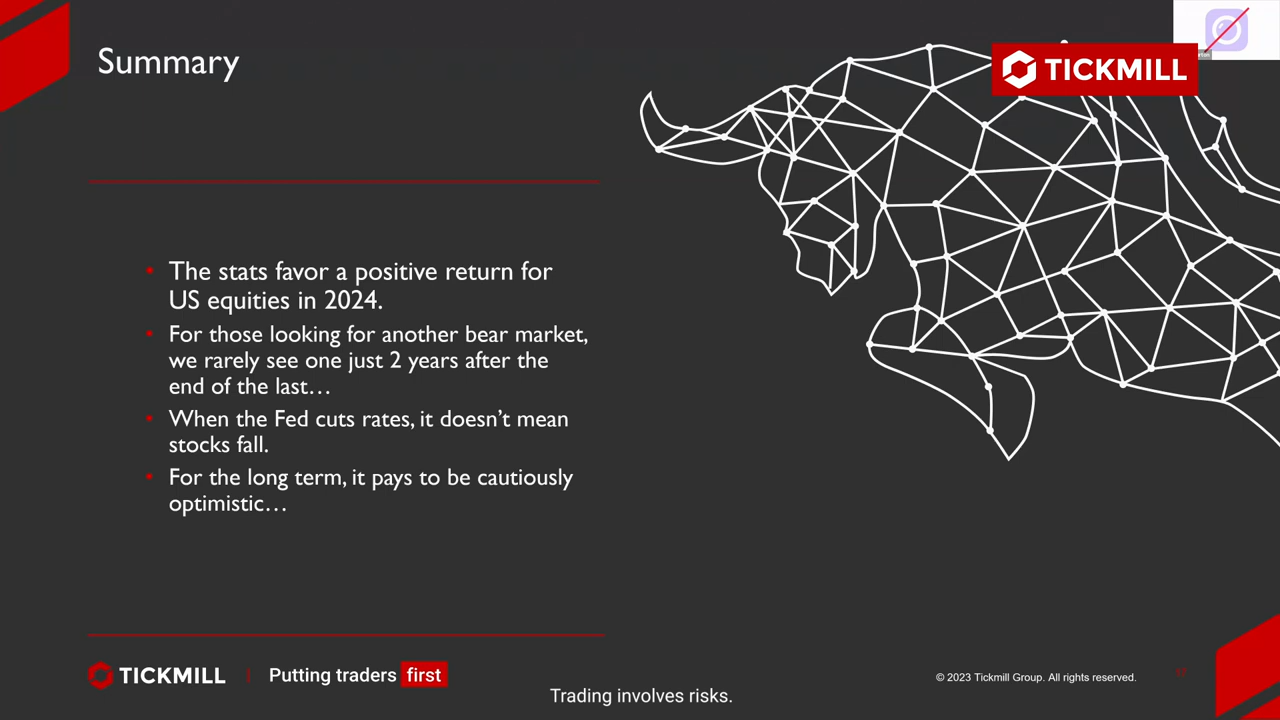 Summary
TICKMILL
• The stats favor a positive return for
US equities in 2024.
• For those looking for another bear market,
we rarely see one just 2 years after the
end of the last…
• When the Fed cuts rates, it doesn’t mean
stocks fall.
• For the long term, it pays to be cautiously
optimistic…
TICKMILL | Putting traders first
© 2023 Tickmill Group. All rights reserved.
Trading involves risks.